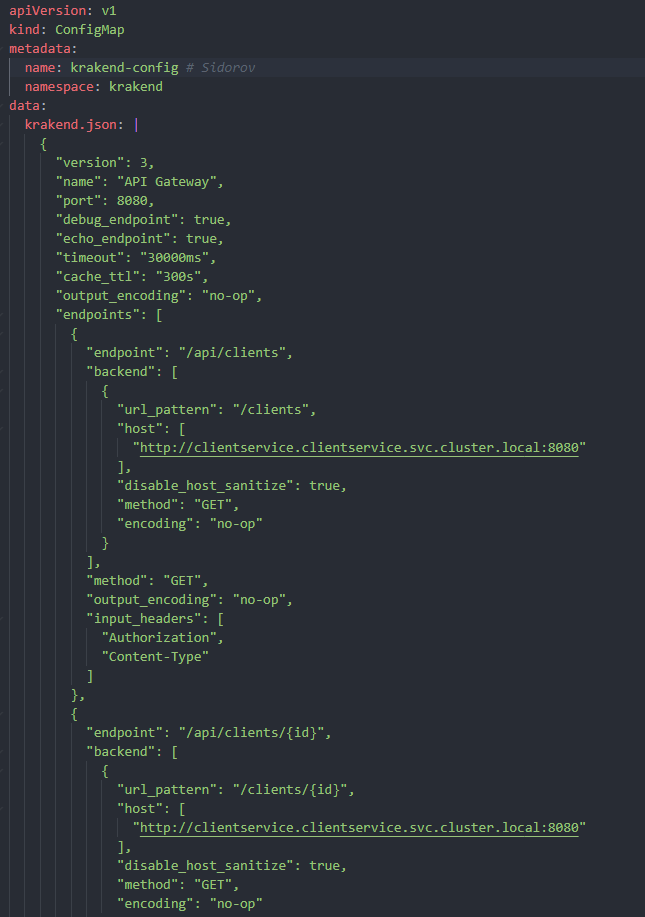 apiVersion: v1
kind: ConfigMap
metadata:
  name: krakend-config # Sidorov
  namespace: krakend
data:
  krakend.json: |
    {
      "version": 3,
      "name": "API Gateway",
      "port": 8080,
      "debug_endpoint": true,
      "echo_endpoint": true,
      "timeout": "30000ms",
      "cache_ttl": "300s",
      "output_encoding": "no-op",
      "endpoints": [
        {
          "endpoint": "/api/clients",
          "backend": [
            {
              "url_pattern": "/clients",
              "host": [
                "http://clientservice.clientservice.svc.cluster.local:8080"
              ],
              "disable_host_sanitize": true,
              "method": "GET",
              "encoding": "no-op"
            }
          ],
          "method": "GET",
          "output_encoding": "no-op",
          "input_headers": [
            "Authorization",
            "Content-Type"
          ]
        },
        {
          "endpoint": "/api/clients/{id}",
          "backend": [
            {
              "url_pattern": "/clients/{id}",
              "host": [
                "http://clientservice.clientservice.svc.cluster.local:8080"
              ],
              "disable_host_sanitize": true,
              "method": "GET",
              "encoding": "no-op"